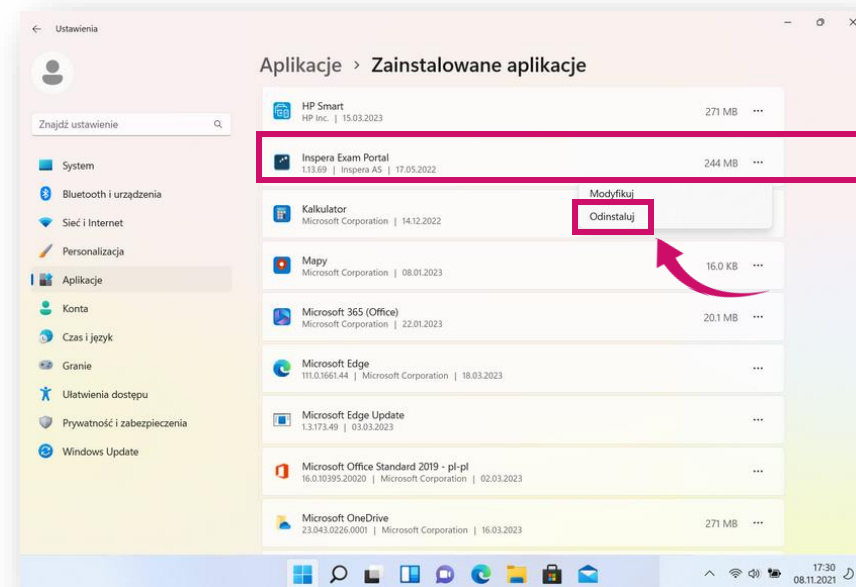 Ustawienia
Aplikacje > Zainstalowane aplikacje
Znajdź ustawienie
System
Bluetooth i urządzenia
Sieć i Internet
Personalizacja
Aplikacje
Konta
Czas i język
Granie
Ułatwienia dostępu
Prywatność i zabezpieczenia
Windows Update
HP Smart
HP Inc. | 15.03.2023
271 MB
Inspera Exam Portal
1.13.69 | Inspera AS | 17.05.2022
244 MB
Modyfikuj
Odinstaluj
Kalkulator
Microsoft Corporation | 14.12.2022
Mapy
Microsoft Corporation | 08.01.2023
16.0 KB
Microsoft 365 (Office)
Microsoft Corporation | 22.01.2023
20.1 MB
Microsoft Edge
111.0.1661.44 | Microsoft Corporation | 18.03.2023
Microsoft Edge Update
1.3.173.49 | 03.03.2023
Microsoft Office Standard 2019 - pl-pl
16.0.10395.20020 | Microsoft Corporation | 02.03.2023
Microsoft OneDrive
23.043.0226.0001 | Microsoft Corporation | 16.03.2023
271 MB
17:30
08.11.2021